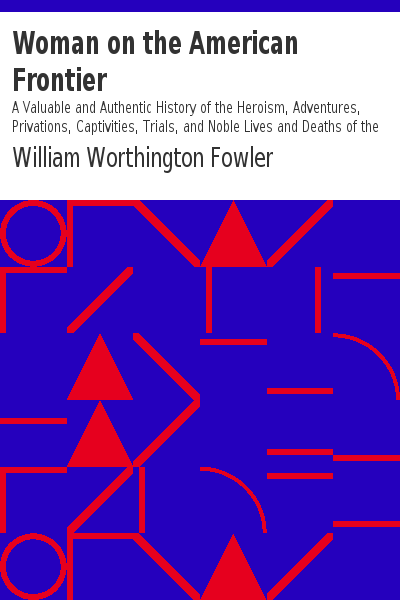 Woman on the American
Frontier
A Valuable and Authentic History of the Heroism, Adventures,
Privations, Captivities, Trials, and Noble Lives and Deaths of the
William Worthington Fowler